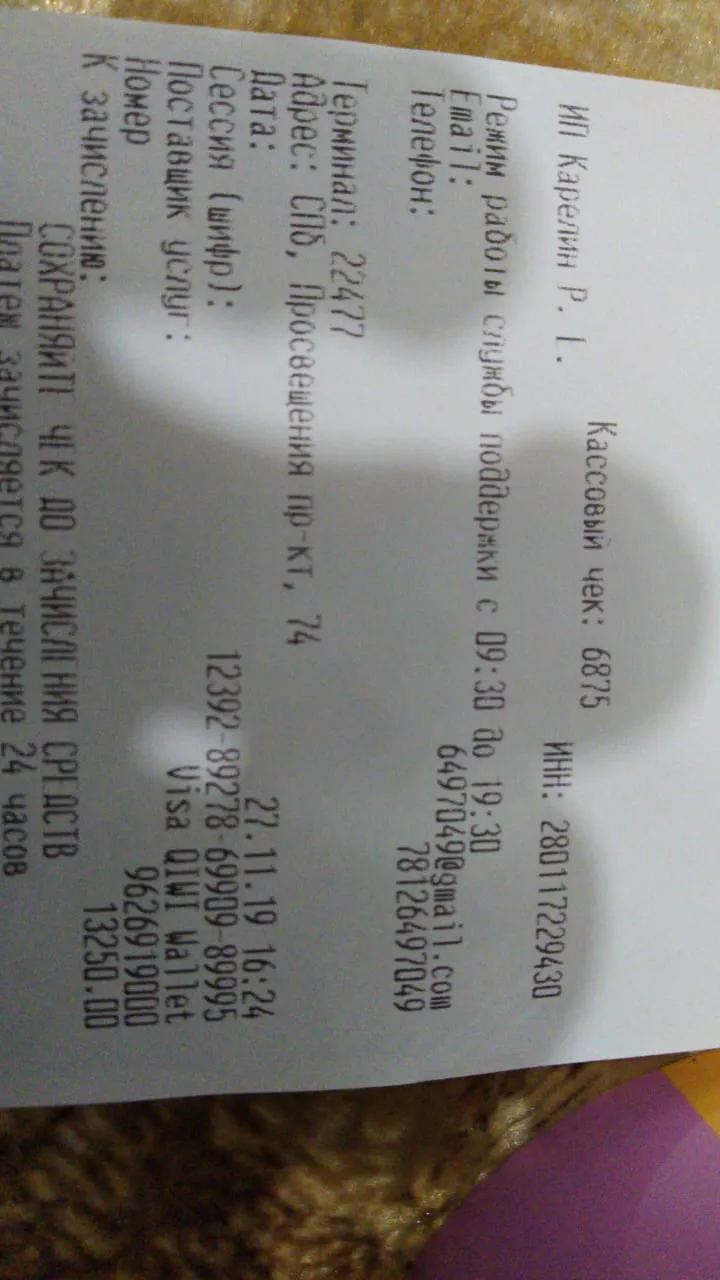 Кассовый чек: 6875
ИП Карелин Р. I. ИНН: 280117229430
Режим работы службы поддержки с 09:30 до 19:30
Email: 6497049@gmail.com
Телефон: 78126497049
Терминал: 22477
Адрес: СПб, Просвещения пр-кт, 74
Дата: 27.11.19 16:24
Сессия (шифр): 12392-89278-69909-89995
Поставщик услуг: Visa QIWI Wallet
Номер 9626919000
К зачислению: 13250.00
СОХРАНЯЙТЕ ЧЕК ДО ЗАЧИСЛЕНИЯ СРЕДСТВ
Платеж зачисляется в течение 24 часов